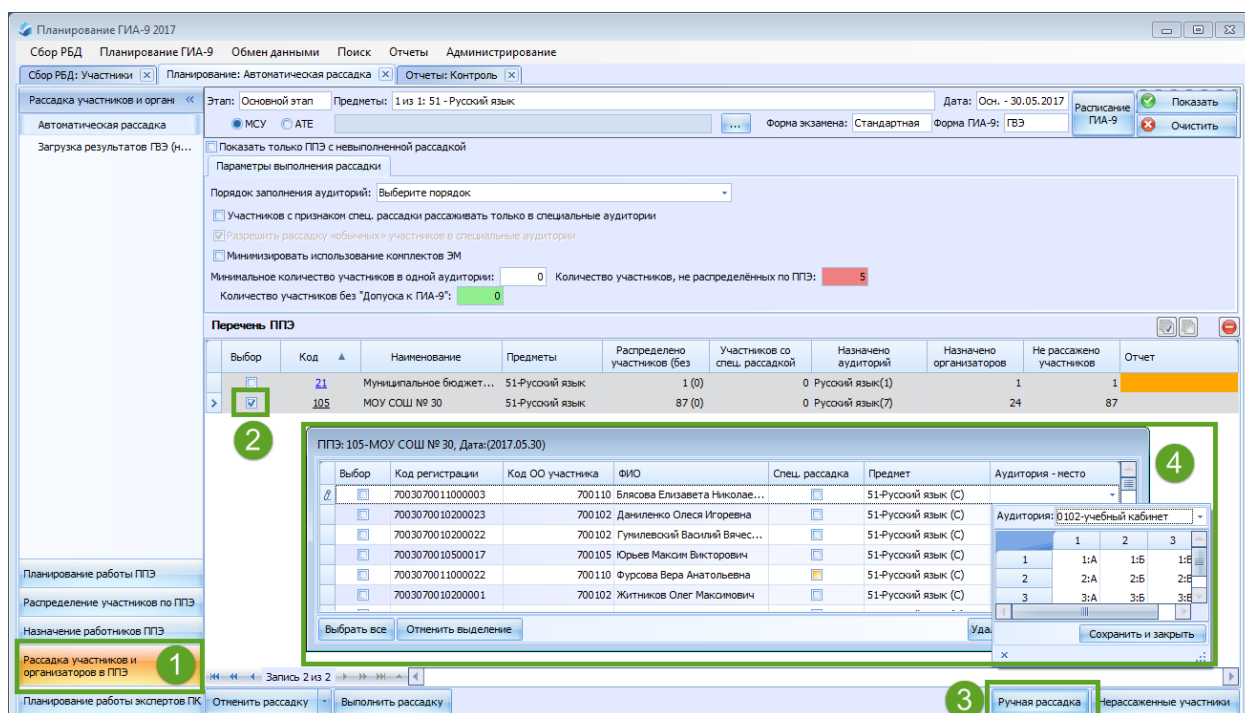 Планирование ГИА-9 2017
Сбор РБД Планирование ГИА-9 Обмен данными Поиск Отчеты Администрирование
Сбор РБД: Участники Планирование: Автоматическая рассадка Отчеты: Контроль
Рассадка участников и органи
Автоматическая рассадка
Загрузка результатов ГВЭ (н...
Этап: Основной этап Предметы: 1 из 1: 51 - Русский язык Дата: Осн. - 30.05.2017 Расписание ГИА-9 Показать
МСУ АТЕ ... Форма экзамена: Стандартная Форма ГИА-9: ГВЭ Очистить
Показать только ППЭ с невыполненной рассадкой
Параметры выполнения рассадки
Порядок заполнения аудиторий: Выберите порядок
Участников с признаком спец. рассадки рассаживать только в специальные аудитории
Разрешить рассадку «обычных» участников в специальные аудитории
Минимизировать использование комплектов ЭМ
Минимальное количество участников в одной аудитории: 0 Количество участников, не распределённых по ППЭ: 5
Количество участников без "Допуска к ГИА-9": 0
Перечень ППЭ
Выбор Код Наименование Предметы Распределено участников (без Участников со спец. рассадкой Назначено аудиторий Назначено организаторов Не рассажено участников Отчет
21 Муниципальное бюджет... 51-Русский язык 1 (0) 0 Русский язык(1) 1 1
105 МОУ СОШ № 30 51-Русский язык 87 (0) 0 Русский язык(7) 24 87
2
ППЭ: 105-МОУ СОШ № 30, Дата:(2017.05.30)
4
Выбор Код регистрации Код ОО участника ФИО Спец. рассадка Предмет Аудитория - место
7003070011000003 700110 Блясова Елизавета Николае... 51-Русский язык (С)
7003070010200023 700102 Даниленко Олеся Игоревна 51-Русский язык (С)
7003070010200022 700102 Гумилевский Василий Вячес... 51-Русский язык (С)
7003070010500017 700105 Юрьев Максим Викторович 51-Русский язык (С)
7003070011000022 700110 Фурсова Вера Анатольевна 51-Русский язык (С)
7003070010200001 700102 Житников Олег Максимович 51-Русский язык (С)
Аудитория: 0102-учебный кабинет
1 2 3
1 1:А 1:Б 1:В
2 2:А 2:Б 2:В
3 3:А 3:Б 3:В
Сохранить и закрыть
Выбрать все Отменить выделение
Планирование работы ППЭ
Распределение участников по ППЭ
Назначение работников ППЭ
Рассадка участников и
организаторов в ППЭ
1
Планирование работы экспертов ПК
Запись 2 из 2
Отменить рассадку Выполнить рассадку 3 Ручная рассадка Нерассаженные участники